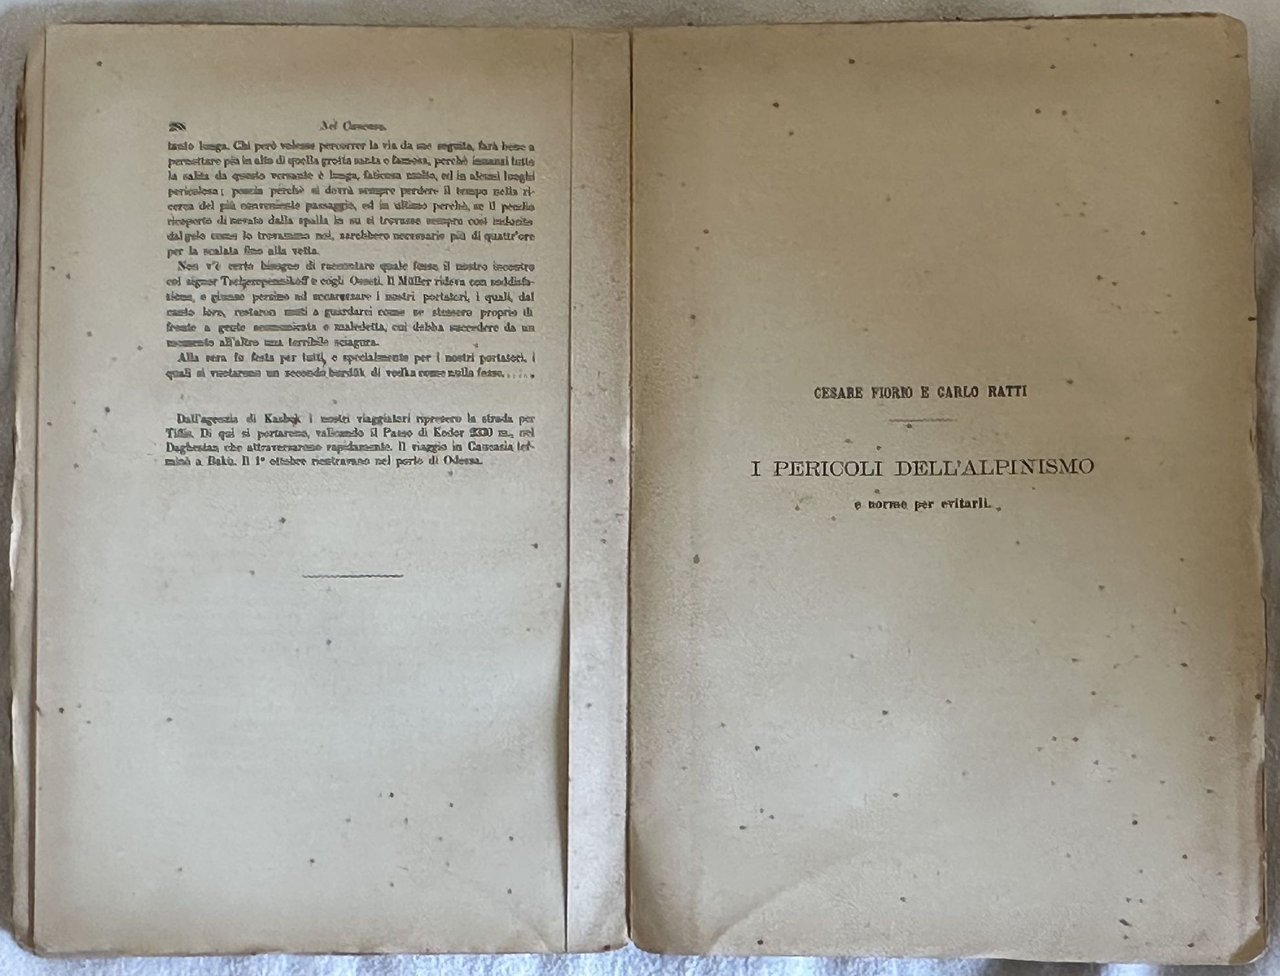 Nel Caucaso.
tanto lunga. Chi però volesse percorrer la via da me seguita, farà bene a
pernottare più in alto di quella grotta santa e famosa, perchè innanzi tutto
la salita da questo versante è lunga, faticosa molto, ed in alcuni luoghi
pericolosa; poscia perchè si dovrà sempre perdere il tempo nella ri-
cerca del più conveniente passaggio, ed in ultimo perchè, se il pendio
ricoperto di nevato dalla spalla in su si trovasse sempre così indurito
dal gelo come lo trovammo noi, sarebbero necessarie più di quattr'ore
per la scalata fino alla vetta.
Non v'è certo bisogno di raccontare quale fosse il nostro incontro
col signor e cogli Osseti. Il Müller rideva con soddisfa-
zione, e giunse persino ad accarezzare i nostri portatori, i quali, dal
canto loro, restaron muti a guardarci come se stessero proprio di
fronte a gente scomunicata e maledetta, cui debba succedere da un
momento all'altro una terribile sciagura.
Alla sera fu festa per tutti, e specialmente per i nostri portatori, i
quali si vuotarono un secondo burdűk di vodka come nulla fosse.....
Dall'agenzia di Kasbek i nostri viaggiatori ripresero la strada per
Tiflis. Di qui si portarono, valicando il Passo di Kodor m., nel
Daghestan che attraversarono rapidamente. Il viaggio in Caucasia ter-
minò a Bakù. Il 1° ottobre rientravano nel porto di Odessa.
CESARE FIORIO E CARLO RATTI
I PERICOLI DELL'ALPINISMO
e norme per evitarli.